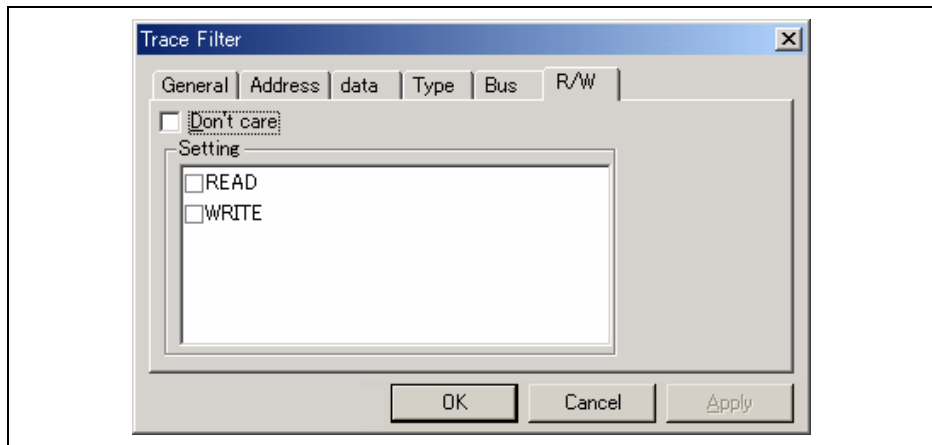 Trace Filter
General Address data Type Bus R/W
Don't care
Setting
READ
WRITE
OK Cancel Apply